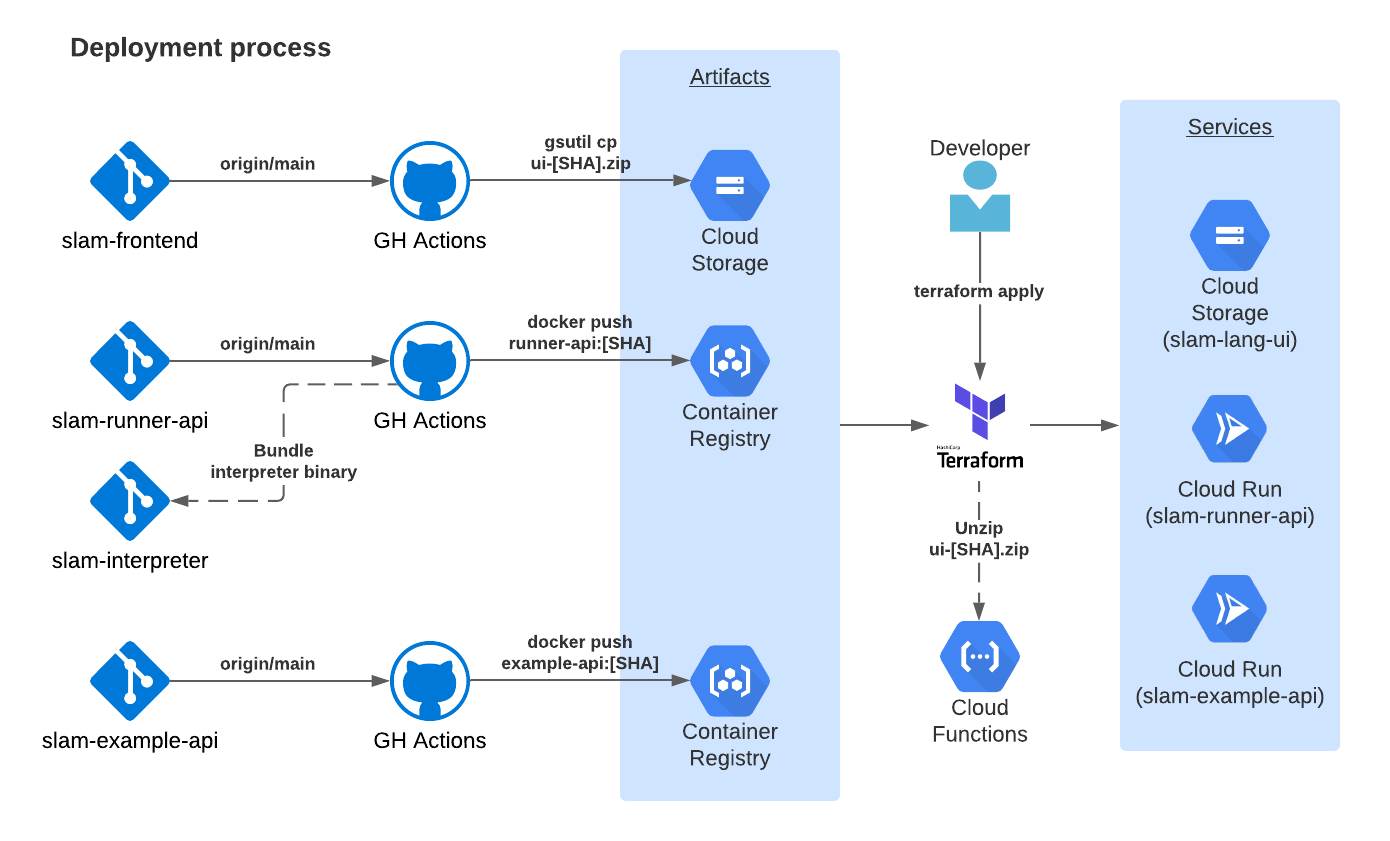 Deployment process
Artifacts
Services
gsutil cp
ui-[SHA].zip
origin/main
slam-frontend
GH Actions
Cloud
Storage
Developer
terraform apply
Cloud
Storage
(slam-lang-ui)
docker push
runner-api:[SHA]
origin/main
slam-runner-api
GH Actions
Container
Registry
Bundle
interpreter binary
slam-interpreter
HashiCorp
Terraform
Unzip
ui-[SHA].zip
Cloud
Functions
Cloud Run
(slam-runner-api)
docker push
example-api:[SHA]
origin/main
slam-example-api
GH Actions
Container
Registry
Cloud Run
(slam-example-api)